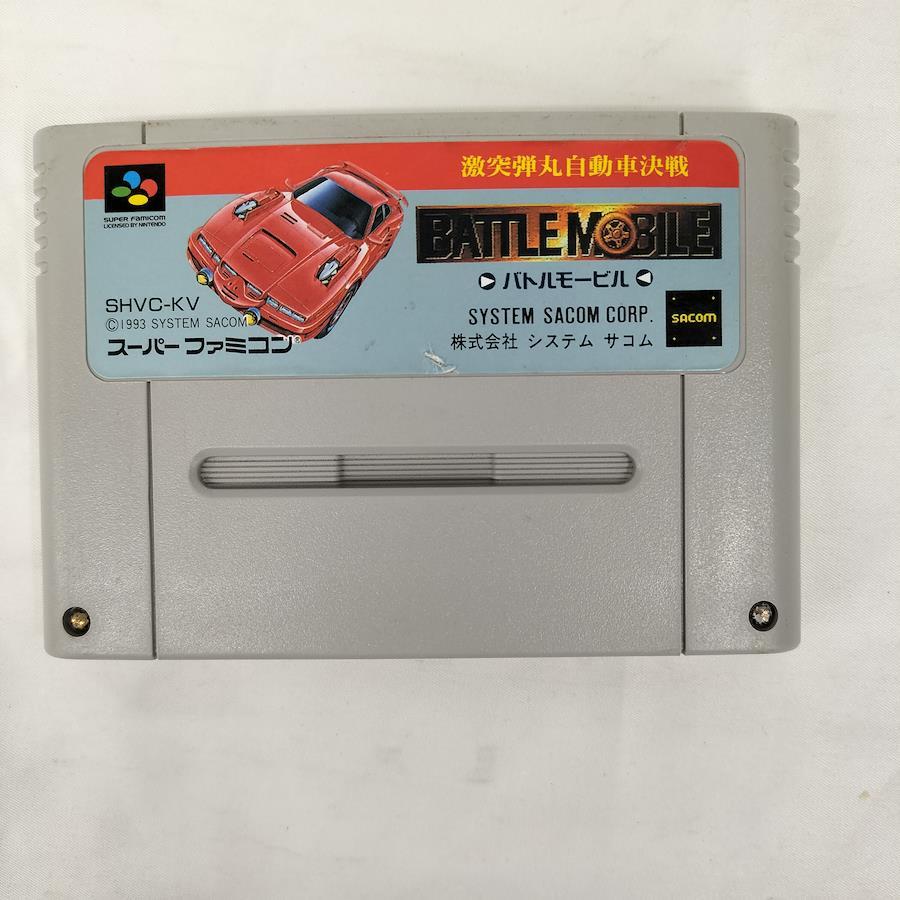 激突弾丸自動車決戦
SUPER FAMICOM
LICENSED BY NINTENDO
BATTLE MOBILE
バトルモービル
SHVC-KV
©1993 SYSTEM SACOM
スーパーファミコン®
SYSTEM SACOM CORP.
株式会社 システム サコム
SACOM